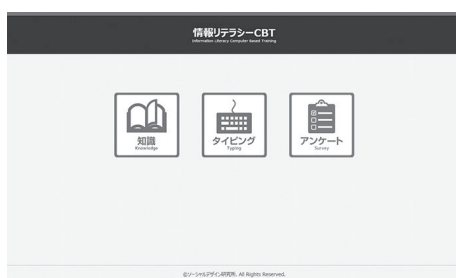 情報リテラシーCBT
Information Literacy Computer Based Training
知識
Knowledge
タイピング
Typing
アンケート
Survey
©ソーシャルデザイン研究所, All Rights Reserved.